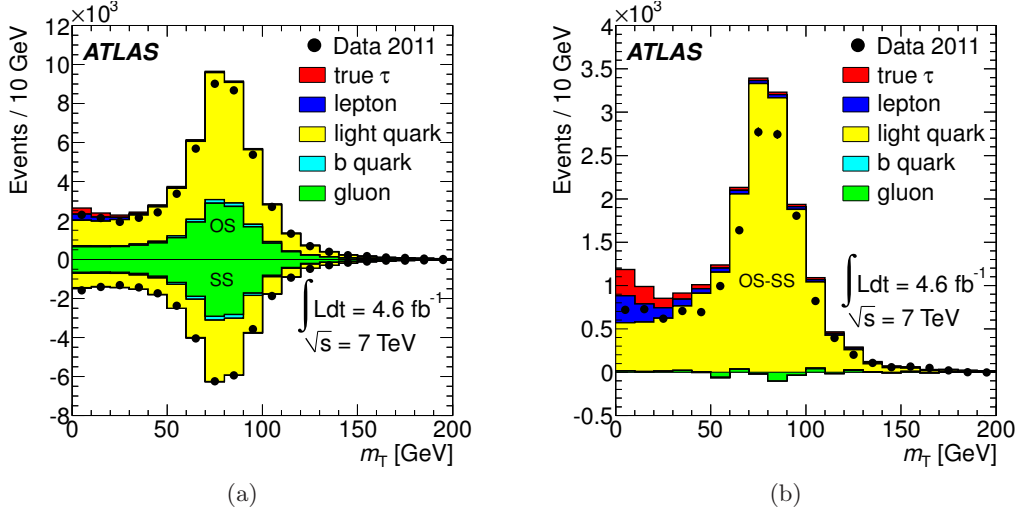 ×10³
12
10
8
6
4
2
0
-2
-4
-6
-8
Events / 10 GeV
ATLAS
Data 2011
true τ
lepton
light quark
b quark
gluon
OS
SS
∫Ldt = 4.6 fb⁻¹
√s = 7 TeV
0 50 100 150 200
m_T [GeV]
(a)
×10³
4
3.5
3
2.5
2
1.5
1
0.5
0
-0.5
Events / 10 GeV
ATLAS
Data 2011
true τ
lepton
light quark
b quark
gluon
OS-SS
∫Ldt = 4.6 fb⁻¹
√s = 7 TeV
0 50 100 150 200
m_T [GeV]
(b)